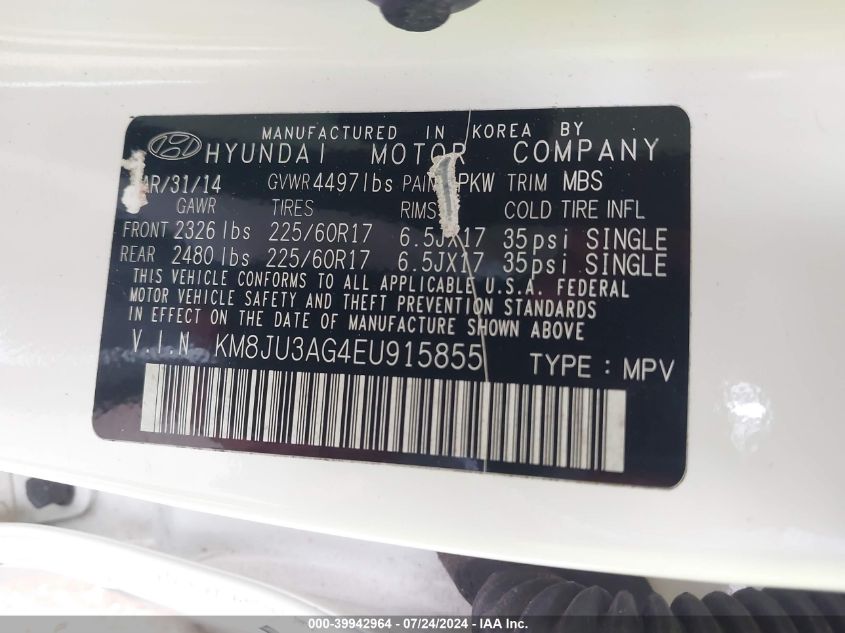 MANUFACTURED IN KOREA BY
HYUNDAI MOTOR COMPANY
AR/31/14 GVWR 4497lbs PAIN PKW TRIM MBS
GAWR TIRES RIMS COLD TIRE INFL
FRONT 2326 lbs 225/60R17 6.5JX17 35psi SINGLE
REAR 2480 lbs 225/60R17 6.5JX17 35psi SINGLE
THIS VEHICLE CONFORMS TO ALL APPLICABLE U.S.A. FEDERAL
MOTOR VEHICLE SAFETY AND THEFT PREVENTION STANDARDS
IN EFFECT ON THE DATE OF MANUFACTURE SHOWN ABOVE
V.I.N KM8JU3AG4EU915855 TYPE : MPV
000-39942964 / 07/24/2024 - IAA Inc.